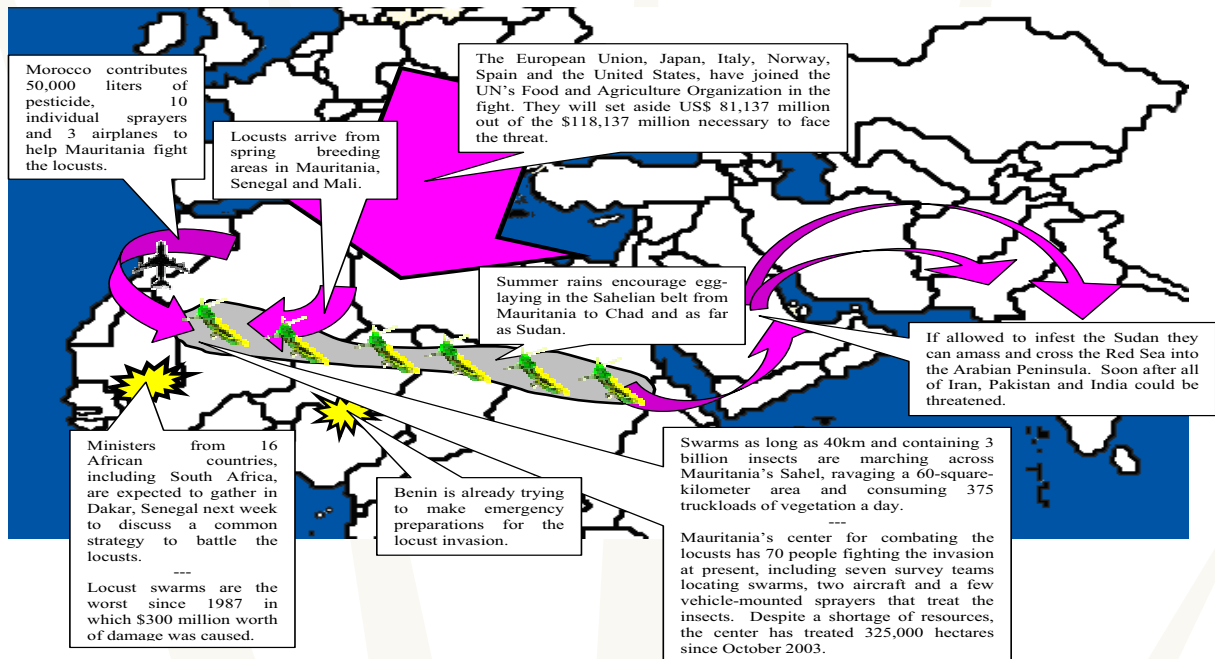 Morocco contributes
50,000 liters of
pesticide, 10
individual sprayers
and 3 airplanes to
help Mauritania fight
the locusts.
Locusts arrive from
spring breeding
areas in Mauritania,
Senegal and Mali.
The European Union, Japan, Italy, Norway,
Spain and the United States, have joined the
UN's Food and Agriculture Organization in the
fight. They will set aside US$ 81,137 million
out of the $118,137 million necessary to face
the threat.
Summer rains encourage egg-
laying in the Sahelian belt from
Mauritania to Chad and as far
as Sudan.
If allowed to infest the Sudan they
can amass and cross the Red Sea into
the Arabian Peninsula. Soon after all
of Iran, Pakistan and India could be
threatened.
Ministers from 16
African countries,
including South Africa,
are expected to gather in
Dakar, Senegal next week
to discuss a common
strategy to battle the
locusts.
---
Locust swarms are the
worst since 1987 in
which $300 million worth
of damage was caused.
Benin is already trying
to make emergency
preparations for the
locust invasion.
Swarms as long as 40km and containing 3
billion insects are marching across
Mauritania's Sahel, ravaging a 60-square-
kilometer area and consuming 375
truckloads of vegetation a day.
---
Mauritania's center for combating the
locusts has 70 people fighting the invasion
at present, including seven survey teams
locating swarms, two aircraft and a few
vehicle-mounted sprayers that treat the
insects. Despite a shortage of resources,
the center has treated 325,000 hectares
since October 2003.